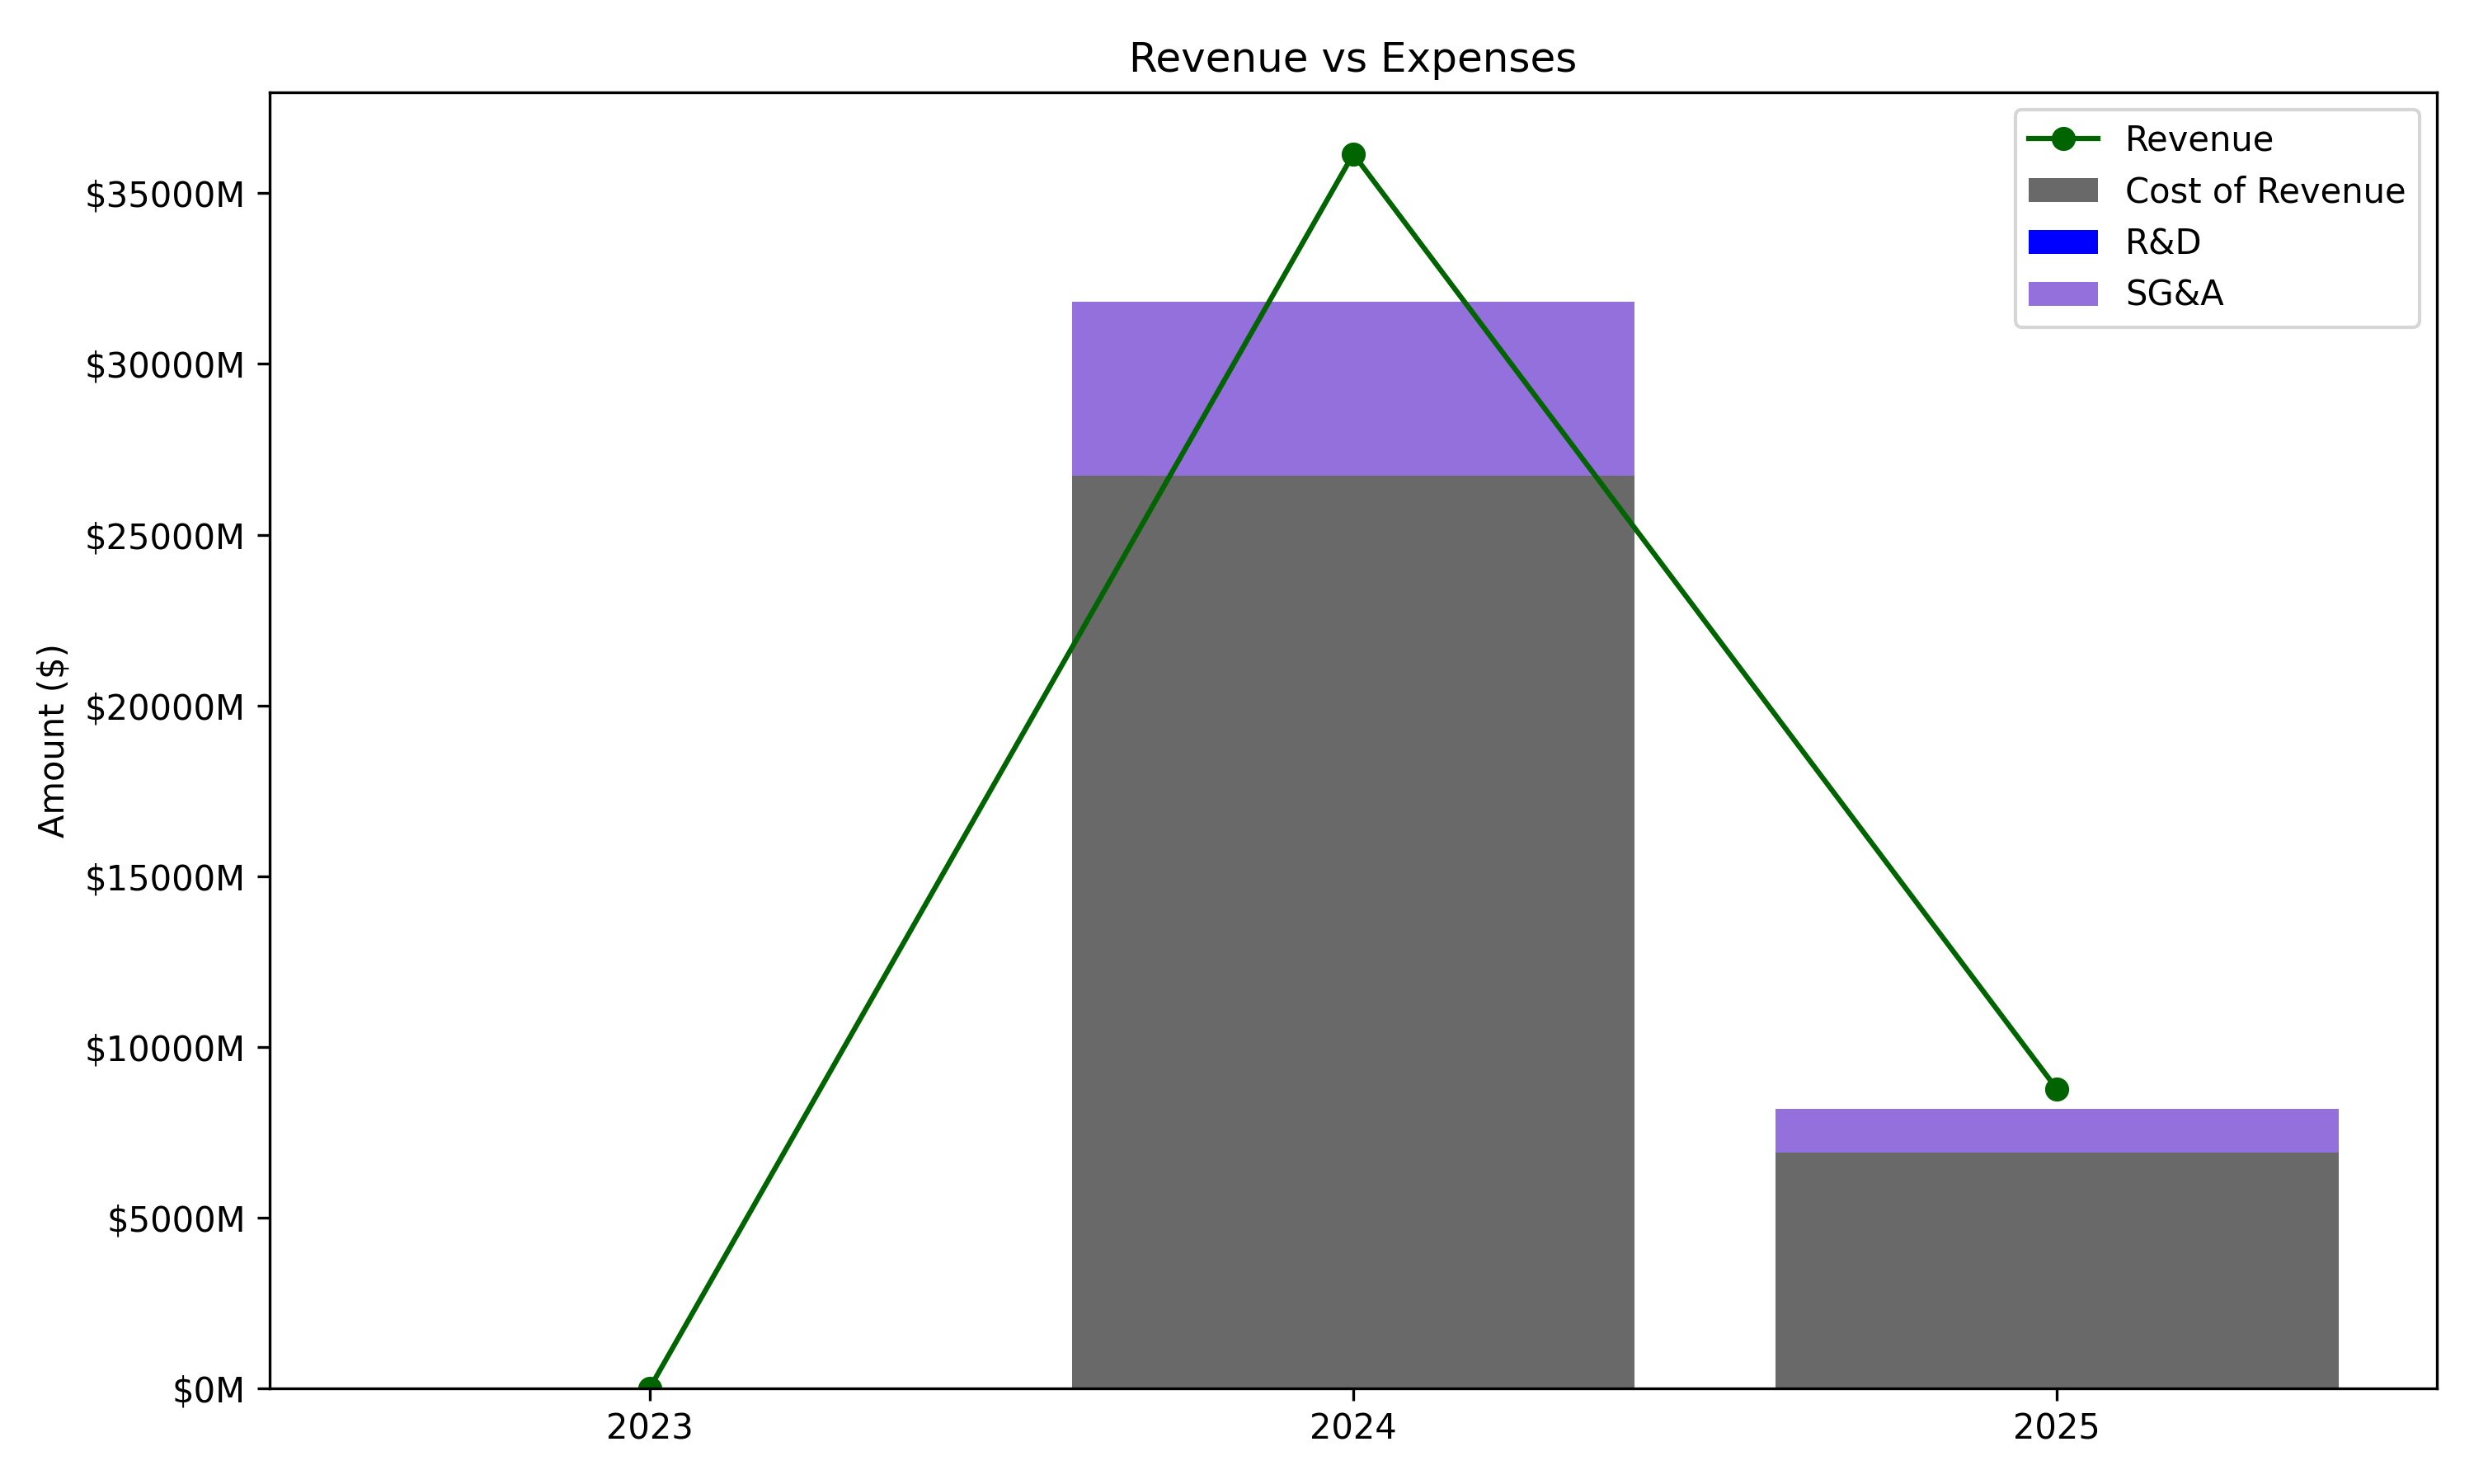 Revenue vs Expenses
Revenue
Cost of Revenue
R&D
SG&A
Amount ($)
$35000M
$30000M
$25000M
$20000M
$15000M
$10000M
$5000M
$0M
2023
2024
2025